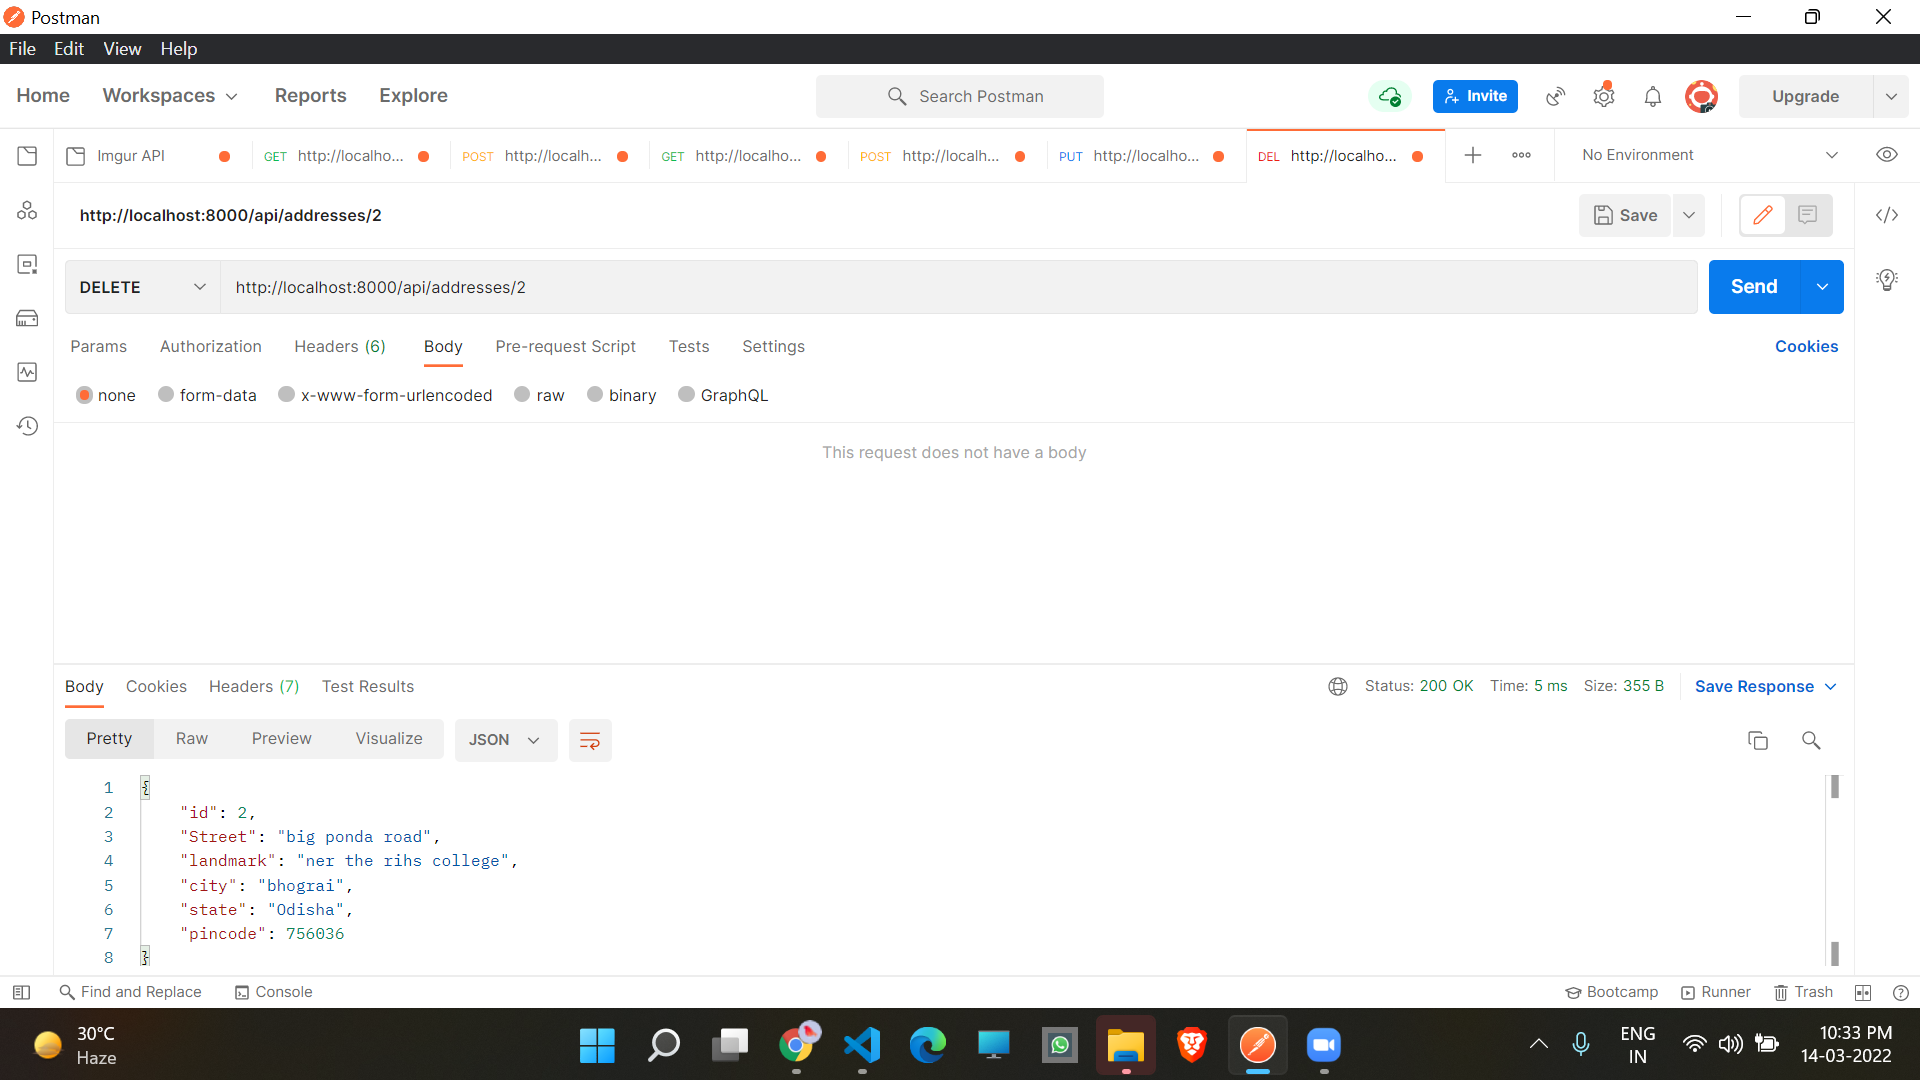 Postman
File Edit View Help
Home Workspaces Reports Explore Search Postman Invite Upgrade
Imgur API GET http://localho... POST http://localh... GET http://localho... POST http://localh... PUT http://localho... DEL http://localho... No Environment
http://localhost:8000/api/addresses/2 Save
DELETE http://localhost:8000/api/addresses/2 Send
Params Authorization Headers (6) Body Pre-request Script Tests Settings Cookies
none form-data x-www-form-urlencoded raw binary GraphQL
This request does not have a body
Body Cookies Headers (7) Test Results Status: 200 OK Time: 5 ms Size: 355 B Save Response
Pretty Raw Preview Visualize JSON
1 {
2 "id": 2,
3 "Street": "big ponda road",
4 "landmark": "ner the rihs college",
5 "city": "bhograi",
6 "state": "Odisha",
7 "pincode": 756036
8 }
Find and Replace Console Bootcamp Runner Trash
30°C
Haze
ENG
IN
10:33 PM
14-03-2022